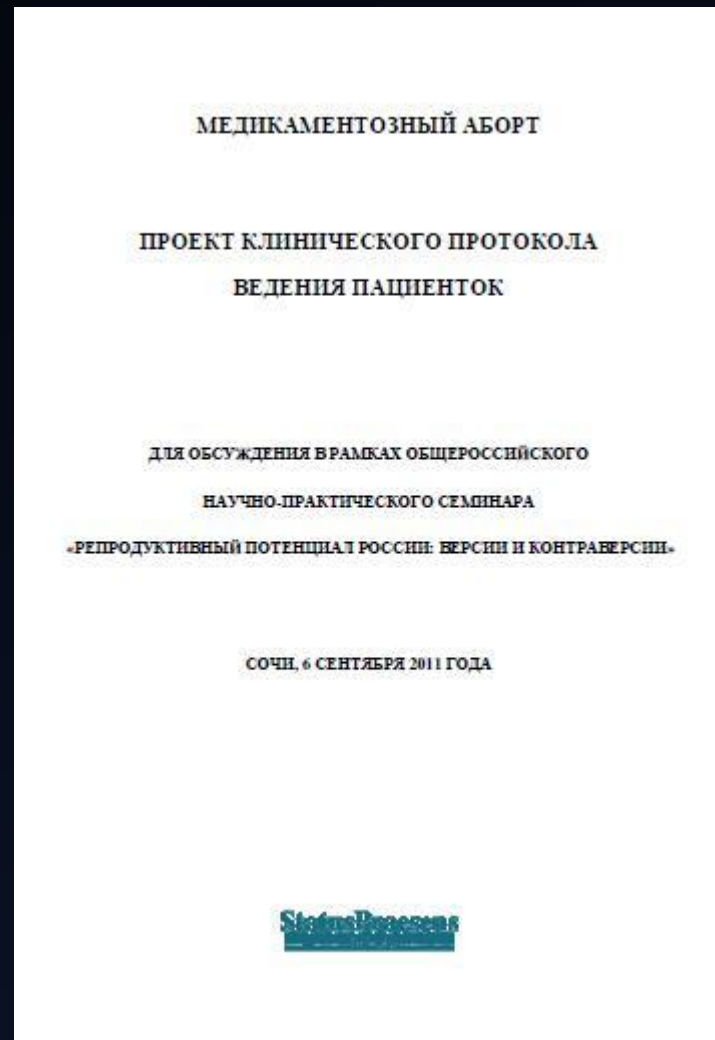 МЕДИКАМЕНТОЗНЫЙ АБОРТ
ПРОЕКТ КЛИНИЧЕСКОГО ПРОТОКОЛА
ВЕДЕНИЯ ПАЦИЕНТОК
ДЛЯ ОБСУЖДЕНИЯ В РАМКАХ ОБЩЕРОССИЙСКОГО
НАУЧНО-ПРАКТИЧЕСКОГО СЕМИНАРА
«РЕПРОДУКТИВНЫЙ ПОТЕНЦИАЛ РОССИИ: ВЕРСИИ И КОНТРАВЕРСИИ»
СОЧИ, 6 СЕНТЯБРЯ 2011 ГОДА
StatusPraesens